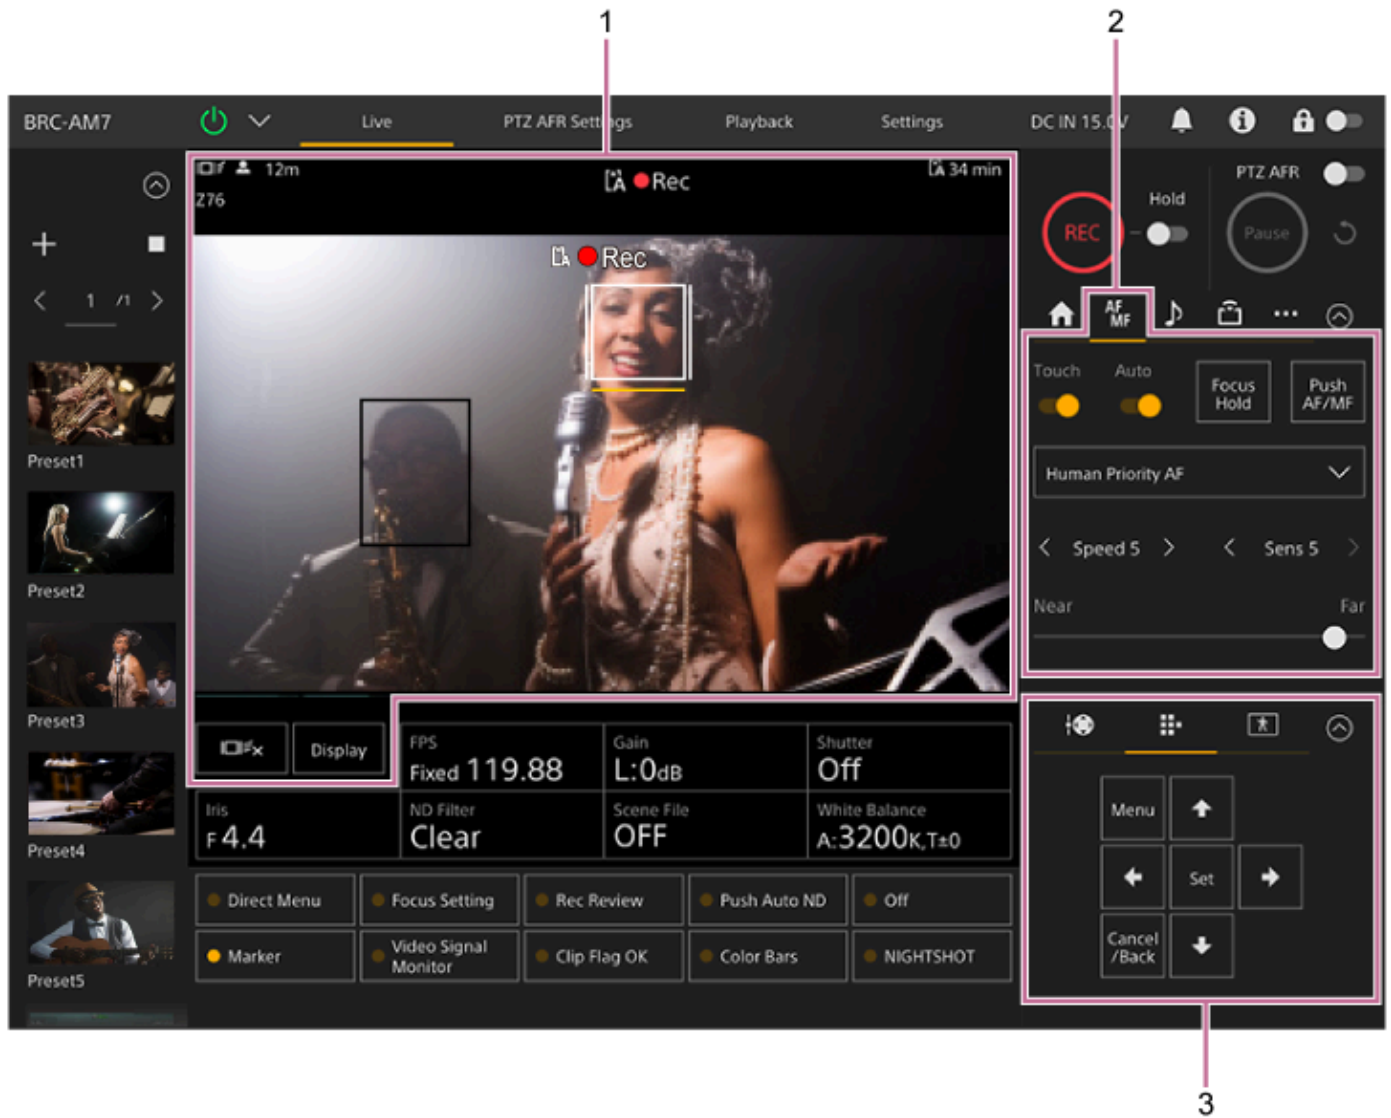 1
2
BRC-AM7
Live
PTZ AFR Settings
Playback
Settings
DC IN 15.0V
12m
Z76
A Rec
A 34 min
A Rec
1 /1
Preset1
Preset2
Preset3
Preset4
Preset5
REC
Hold
PTZ AFR
Pause
AF
MF
Touch
Auto
Focus
Hold
Push
AF/MF
Human Priority AF
Speed 5
Sens 5
Near
Far
Display
FPS
Fixed 119.88
Gain
L:0dB
Shutter
Off
Iris
F 4.4
ND Filter
Clear
Scene File
OFF
White Balance
A:3200K,T±0
Direct Menu
Focus Setting
Rec Review
Push Auto ND
Off
Marker
Video Signal
Monitor
Clip Flag OK
Color Bars
NIGHTSHOT
Menu
Set
Cancel
/Back
3